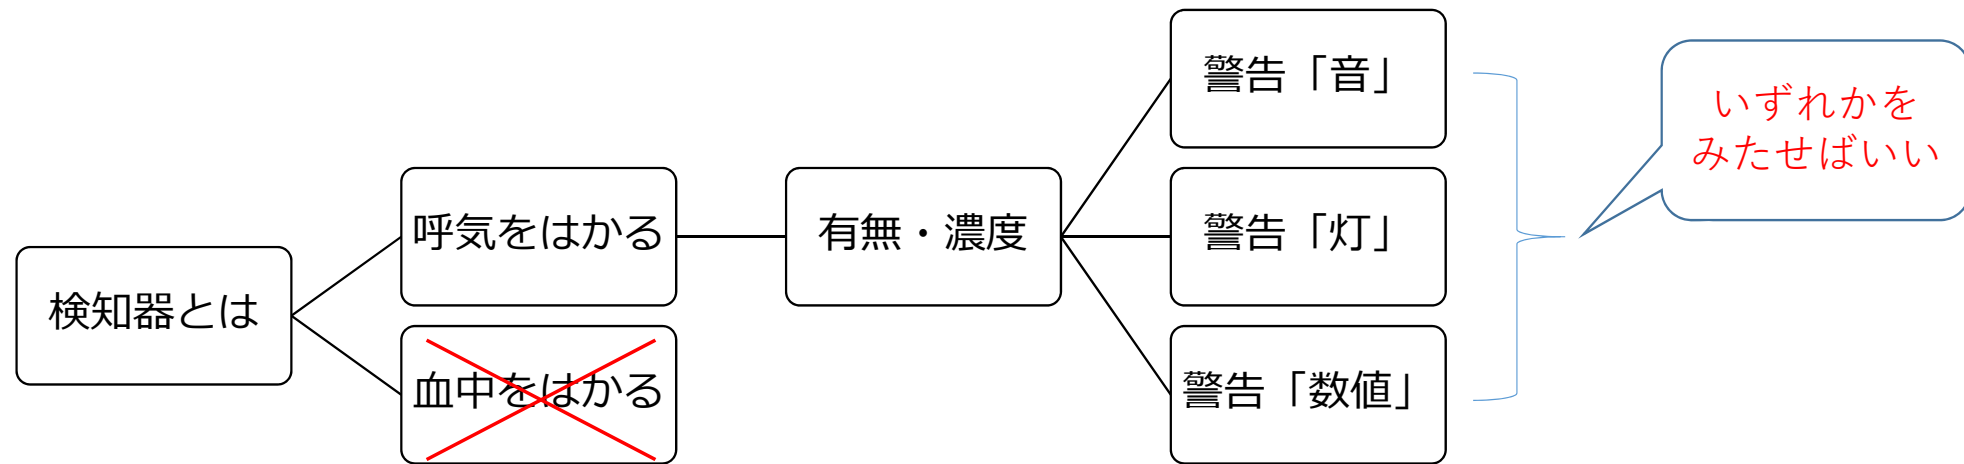 検知器とは
呼気をはかる
血中をはかる
有無・濃度
警告「音」
警告「灯」
警告「数値」
いずれかを
みたせばいい